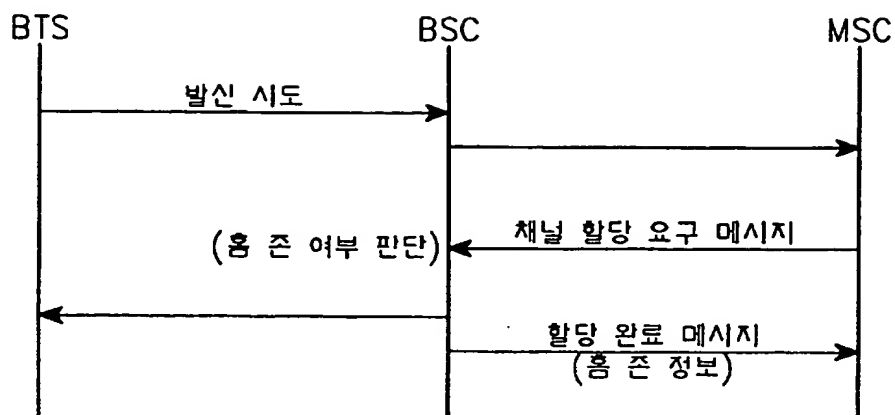 BTS
BSC
MSC
발신 시도
(홈 존 여부 판단)
채널 할당 요구 메시지
할당 완료 메시지
(홈 존 정보)